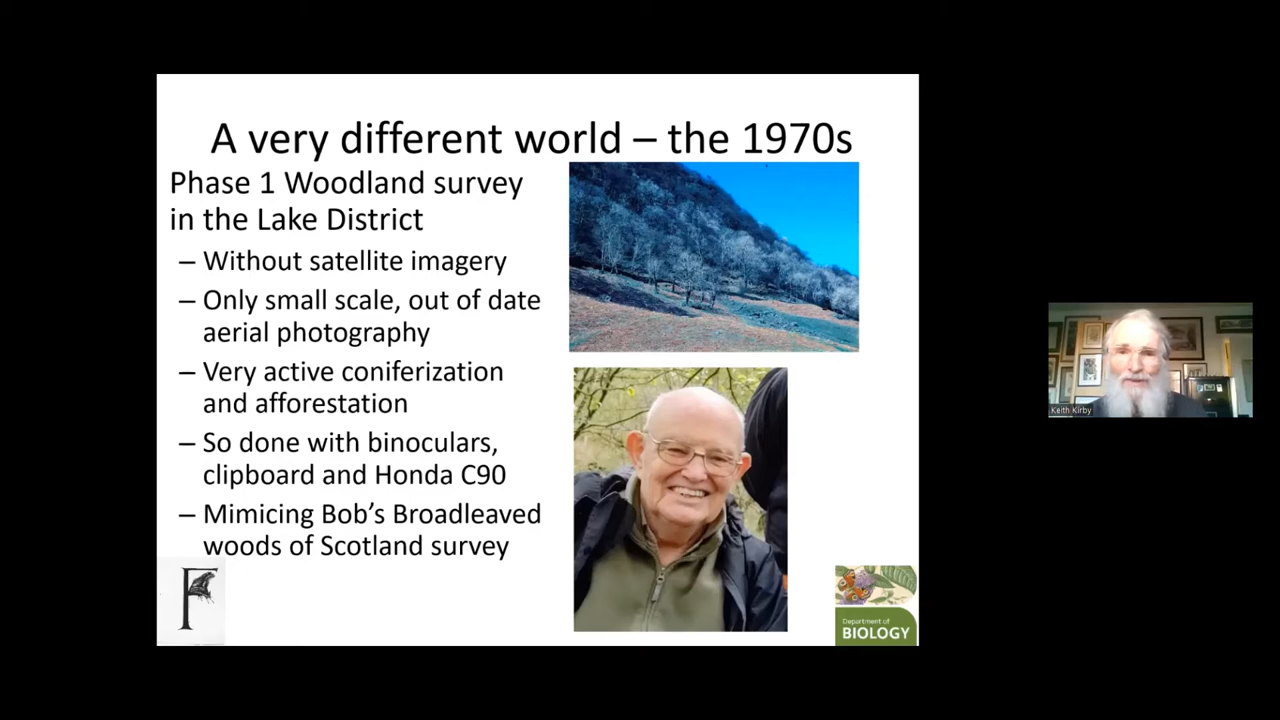 A very different world – the 1970s
Phase 1 Woodland survey
in the Lake District
– Without satellite imagery
– Only small scale, out of date
aerial photography
– Very active coniferization
and afforestation
– So done with binoculars,
clipboard and Honda C90
– Mimicing Bob's Broadleaved
woods of Scotland survey
F
Department of
BIOLOGY
Keith Kirby